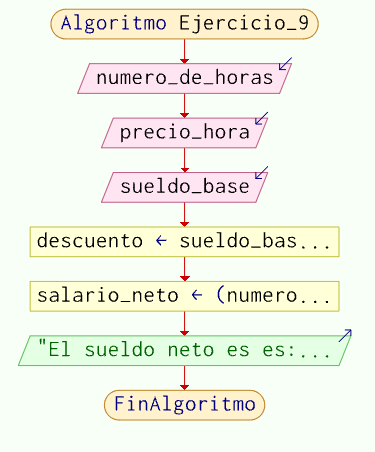 Algoritmo Ejercicio_9
numero_de_horas
precio_hora
sueldo_base
descuento ← sueldo_bas...
salario_neto ← (numero...
"El sueldo neto es es:...
FinAlgoritmo